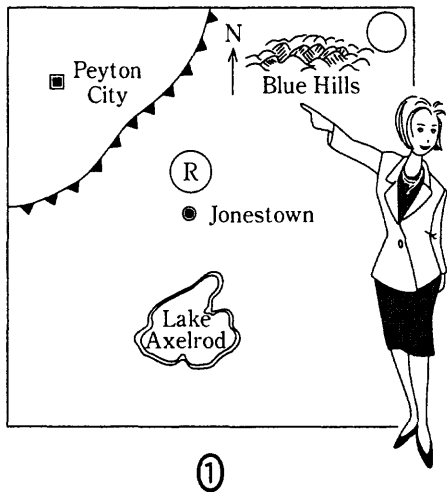 N
Peyton
City
Blue Hills
R
Jonestown
Lake
Axelrod
①